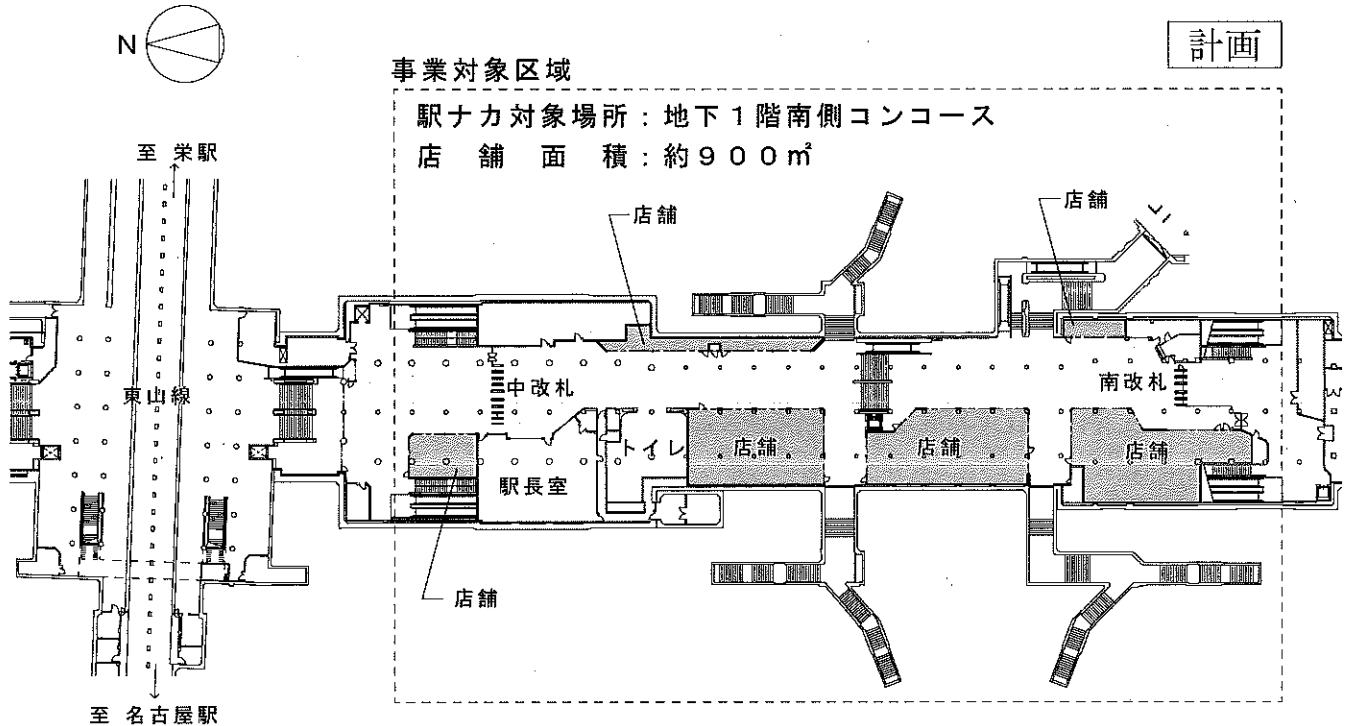 N
計画
事業対象区域
駅ナカ対象場所：地下１階南側コンコース
店舗面積：約９００㎡
至 栄駅
店舗
店舗
東山線
中改札
南改札
トイレ
店舗
店舗
店舗
駅長室
店舗
至 名古屋駅